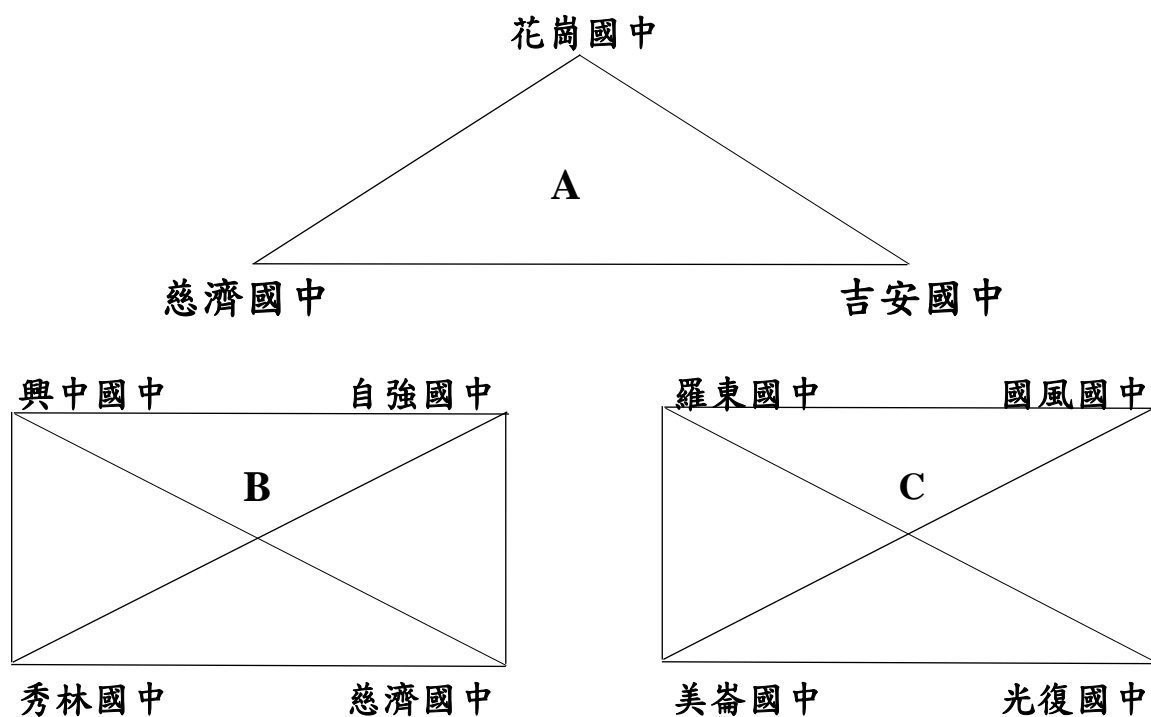 花崗國中
A
慈濟國中 吉安國中
興中國中 自強國中 羅東國中 國風國中
B C
秀林國中 慈濟國中 美崙國中 光復國中